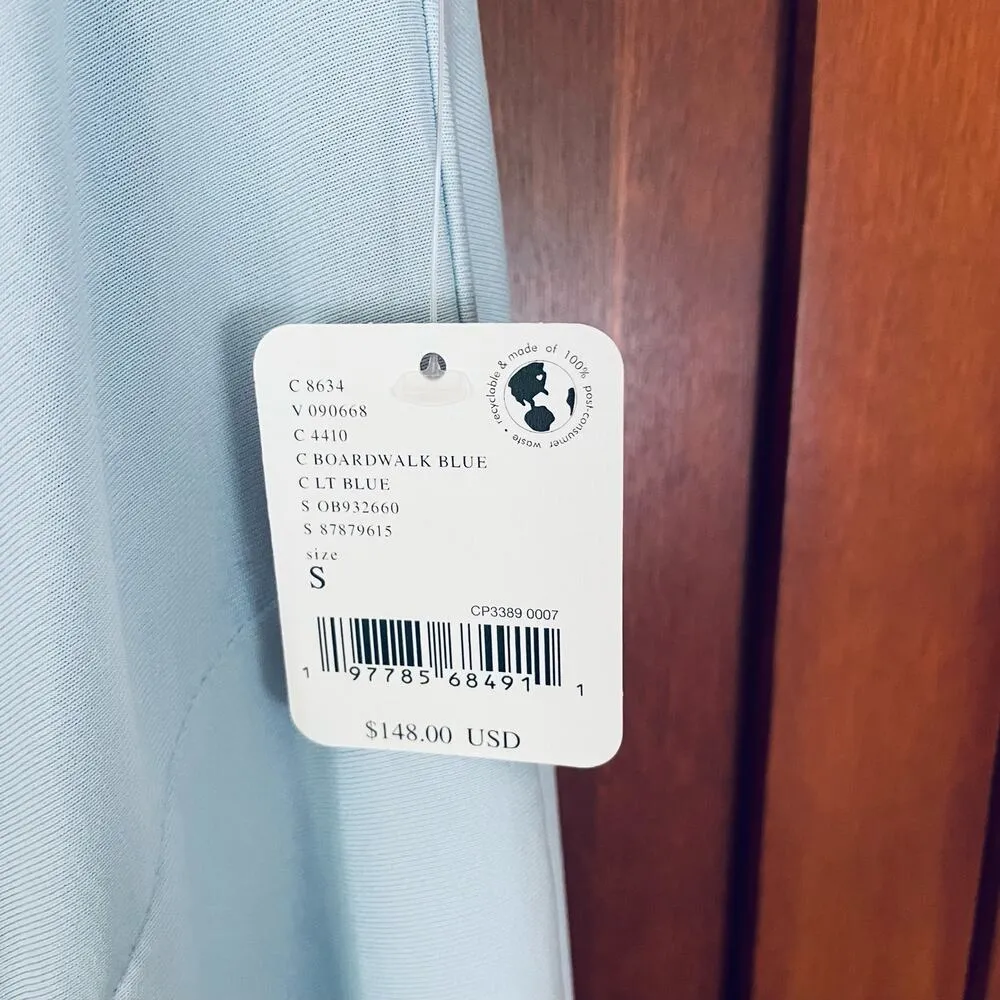 recyclable & made of 100% post-consumer waste •
C 8634
V 090668
C 4410
C BOARDWALK BLUE
C LT BLUE
S OB932660
S 87879615
size
S
CP3389 0007
1 97785 68491 1
$148.00 USD